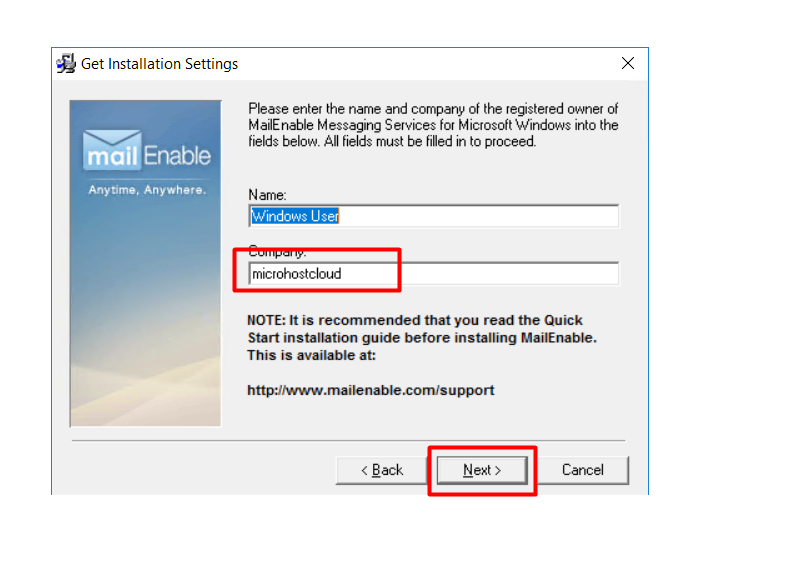 Get Installation Settings
Please enter the name and company of the registered owner of
MailEnable Messaging Services for Microsoft Windows into the
fields below. All fields must be filled in to proceed.
mail Enable
Anytime, Anywhere.
Name:
Windows User
Company:
microhostcloud
NOTE: It is recommended that you read the Quick
Start installation guide before installing MailEnable.
This is available at:
http://www.mailenable.com/support
< Back Next > Cancel